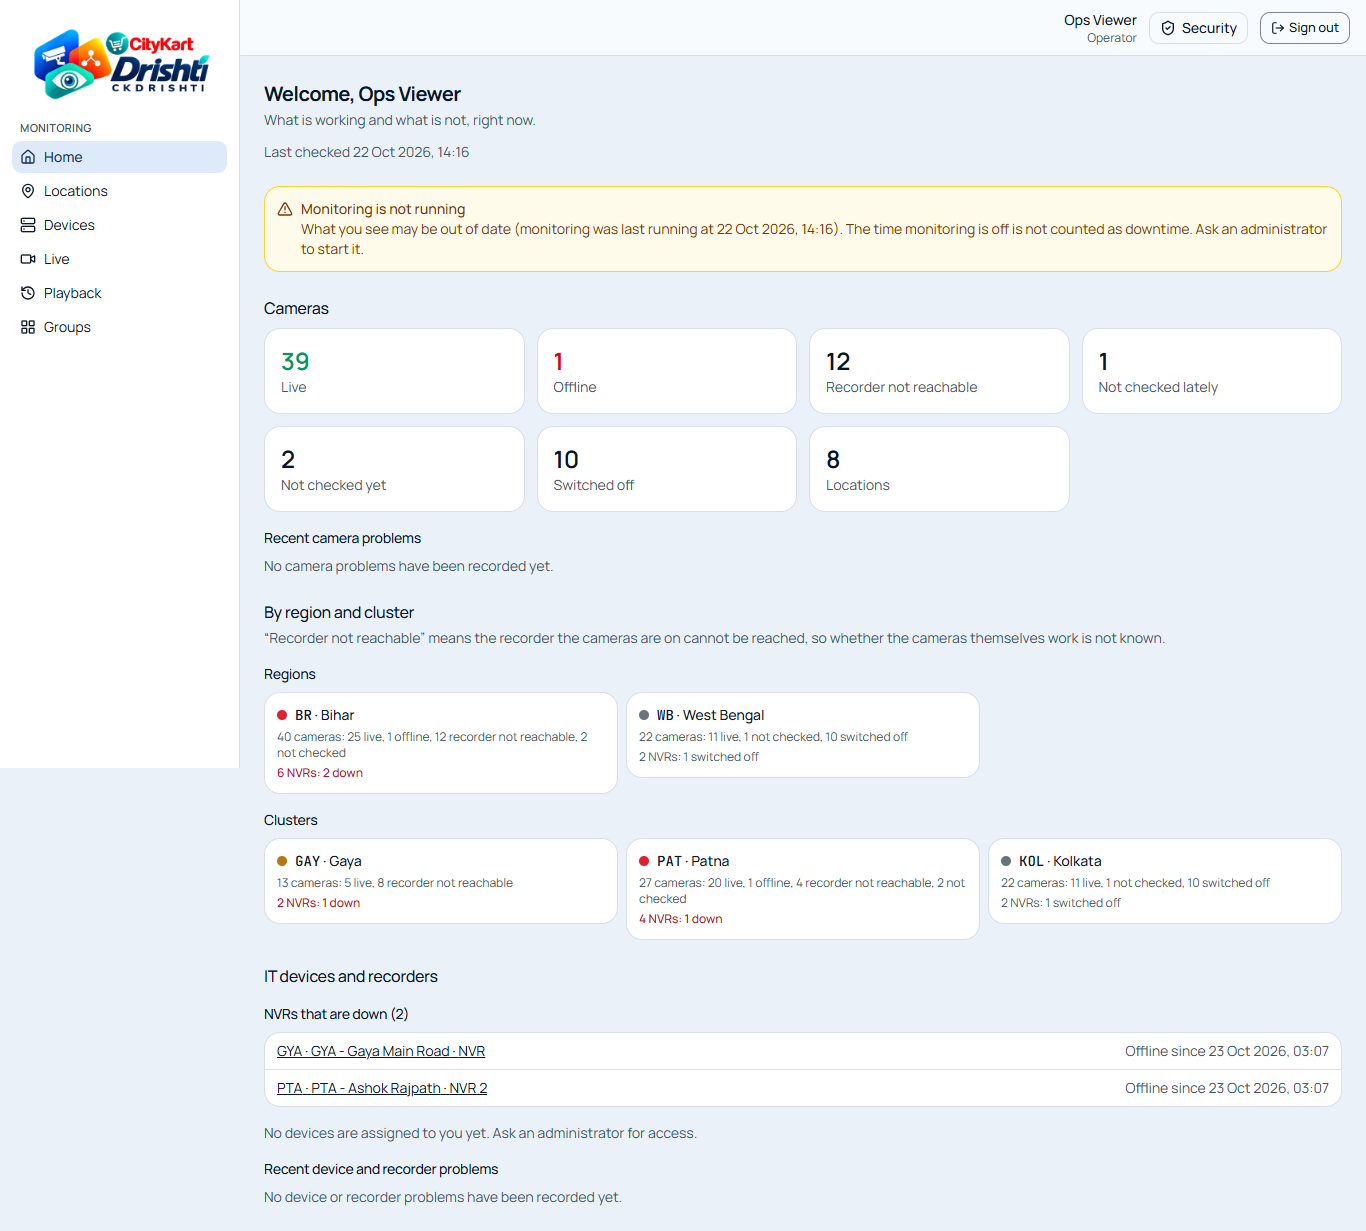 CityKart
Drishti
CKDRISHTI
MONITORING
Home
Locations
Devices
Live
Playback
Groups
Ops Viewer
Operator
Security
Sign out
Welcome, Ops Viewer
What is working and what is not, right now.
Last checked 22 Oct 2026, 14:16
Monitoring is not running
What you see may be out of date (monitoring was last running at 22 Oct 2026, 14:16). The time monitoring is off is not counted as downtime. Ask an administrator
to start it.
Cameras
39
Live
1
Offline
12
Recorder not reachable
1
Not checked lately
2
Not checked yet
10
Switched off
8
Locations
Recent camera problems
No camera problems have been recorded yet.
By region and cluster
“Recorder not reachable” means the recorder the cameras are on cannot be reached, so whether the cameras themselves work is not known.
Regions
BR · Bihar
40 cameras: 25 live, 1 offline, 12 recorder not reachable, 2
not checked
6 NVRs: 2 down
WB · West Bengal
22 cameras: 11 live, 1 not checked, 10 switched off
2 NVRs: 1 switched off
Clusters
GAY · Gaya
13 cameras: 5 live, 8 recorder not reachable
2 NVRs: 1 down
PAT · Patna
27 cameras: 20 live, 1 offline, 4 recorder not reachable, 2 not
checked
4 NVRs: 1 down
KOL · Kolkata
22 cameras: 11 live, 1 not checked, 10 switched off
2 NVRs: 1 switched off
IT devices and recorders
NVRs that are down (2)
GYA · GYA - Gaya Main Road · NVR
Offline since 23 Oct 2026, 03:07
PTA · PTA - Ashok Rajpath · NVR 2
Offline since 23 Oct 2026, 03:07
No devices are assigned to you yet. Ask an administrator for access.
Recent device and recorder problems
No device or recorder problems have been recorded yet.